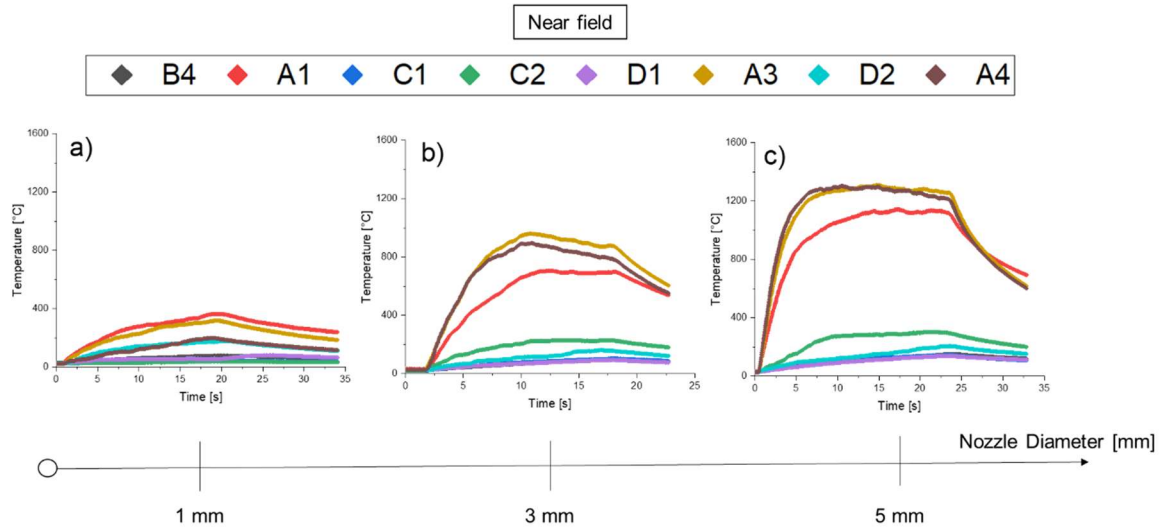 Near field
B4 A1 C1 C2 D1 A3 D2 A4
a)
1600
1200
800
400
0
Temperature [°C]
0 5 10 15 20 25 30 35
Time [s]
b)
1600
1200
800
400
0
Temperature [°C]
0 5 10 15 20 25
Time [s]
c)
1600
1200
800
400
0
Temperature [°C]
0 5 10 15 20 25 30 35
Time [s]
Nozzle Diameter [mm]
1 mm 3 mm 5 mm